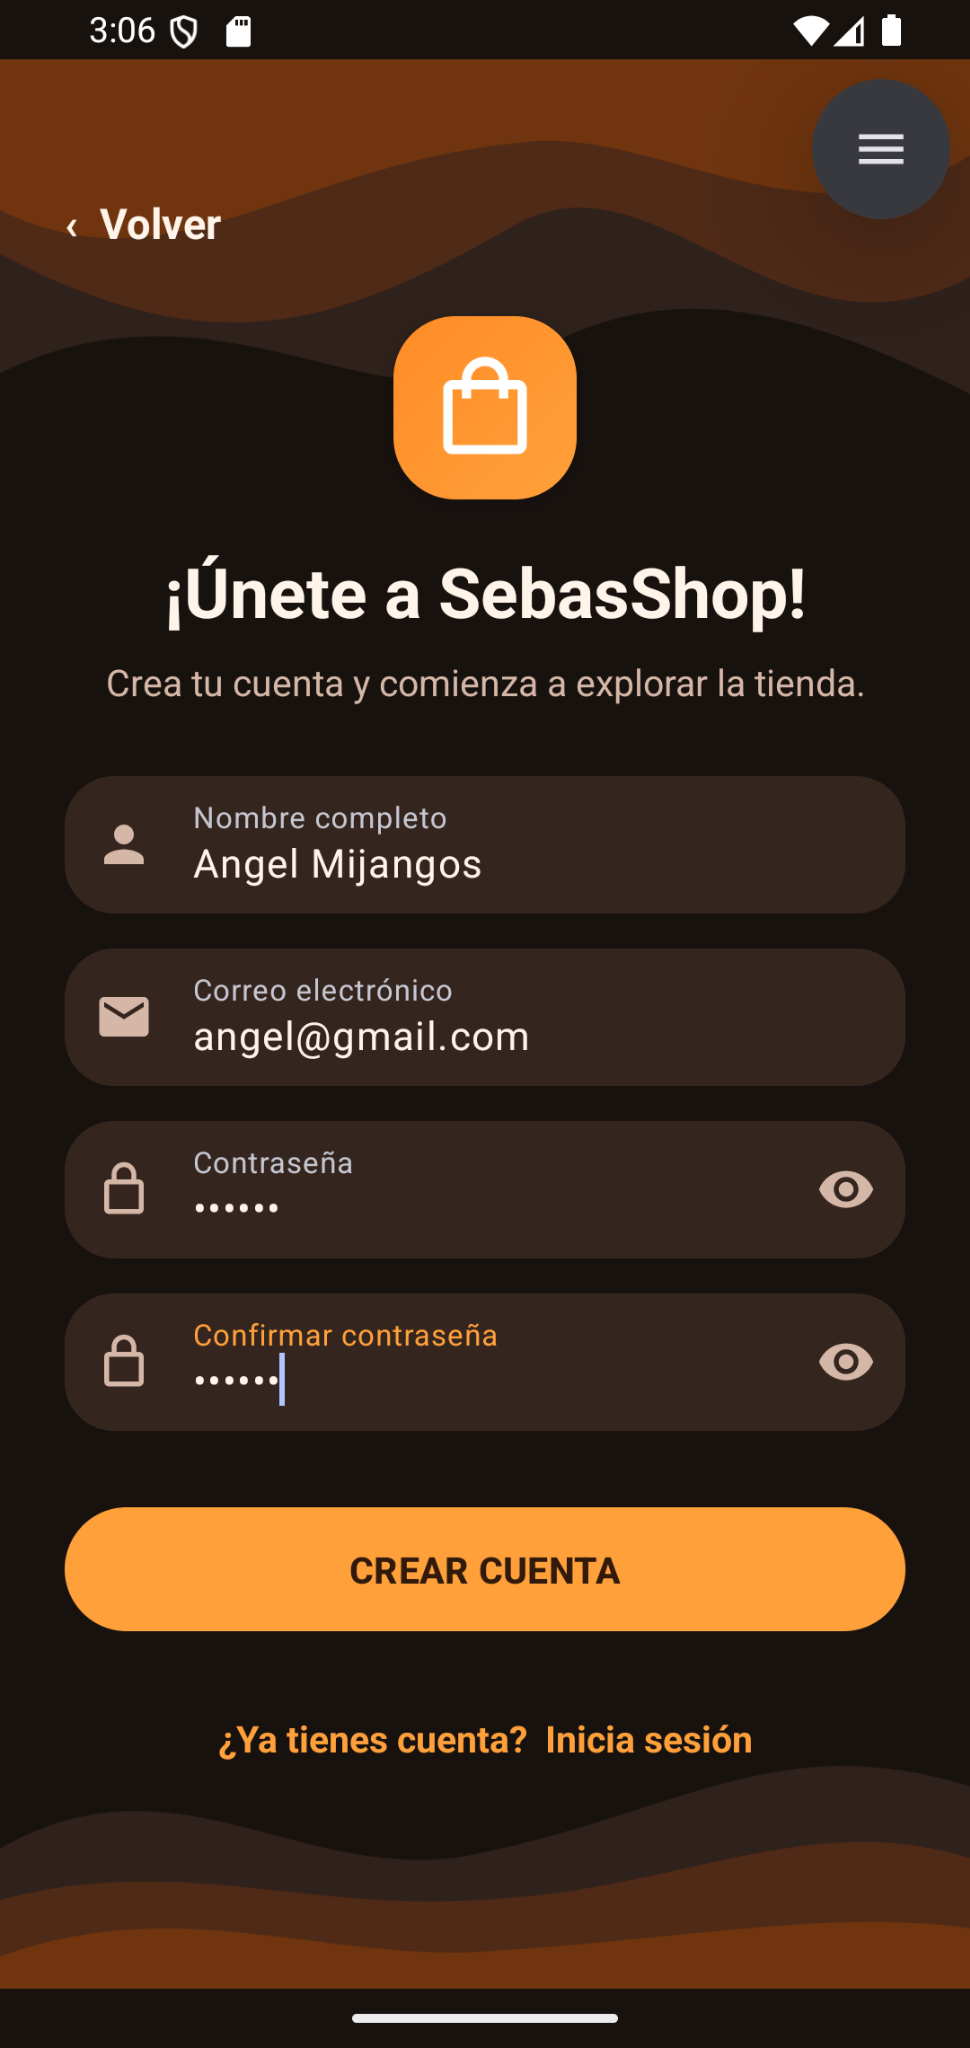 3:06
‹ Volver
¡Únete a SebasShop!
Crea tu cuenta y comienza a explorar la tienda.
Nombre completo
Angel Mijangos
Correo electrónico
angel@gmail.com
Contraseña
••••••
Confirmar contraseña
••••••
CREAR CUENTA
¿Ya tienes cuenta? Inicia sesión